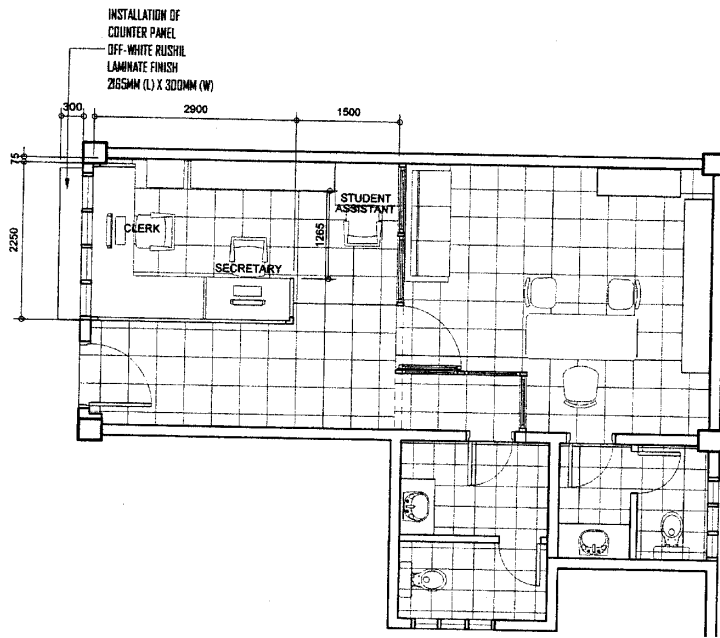 INSTALLATION OF
COUNTER PANEL
OFF-WHITE RUSHIL
LAMINATE FINISH
2165MM (L) X 300MM (W)
300
2900
1500
75
2250
CLERK
SECRETARY
1265
STUDENT
ASSISTANT